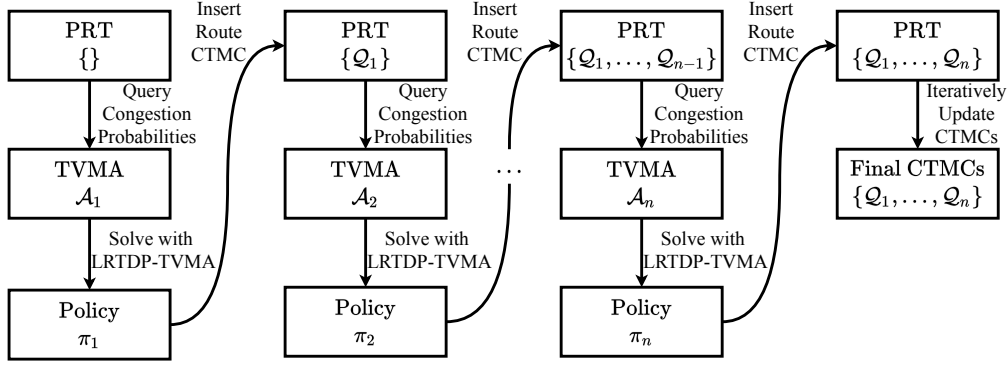 PRT
{}
Query
Congestion
Probabilities
TVMA
𝒜₁
Solve with
LRTDP-TVMA
Policy
π₁
Insert
Route
CTMC
PRT
{𝒬₁}
Query
Congestion
Probabilities
TVMA
𝒜₂
Solve with
LRTDP-TVMA
Policy
π₂
Insert
Route
CTMC
...
PRT
{𝒬₁, ..., 𝒬ₙ₋₁}
Query
Congestion
Probabilities
TVMA
𝒜ₙ
Solve with
LRTDP-TVMA
Policy
πₙ
Insert
Route
CTMC
PRT
{𝒬₁, ..., 𝒬ₙ}
Iteratively
Update
CTMCs
Final CTMCs
{𝒬₁, ..., 𝒬ₙ}